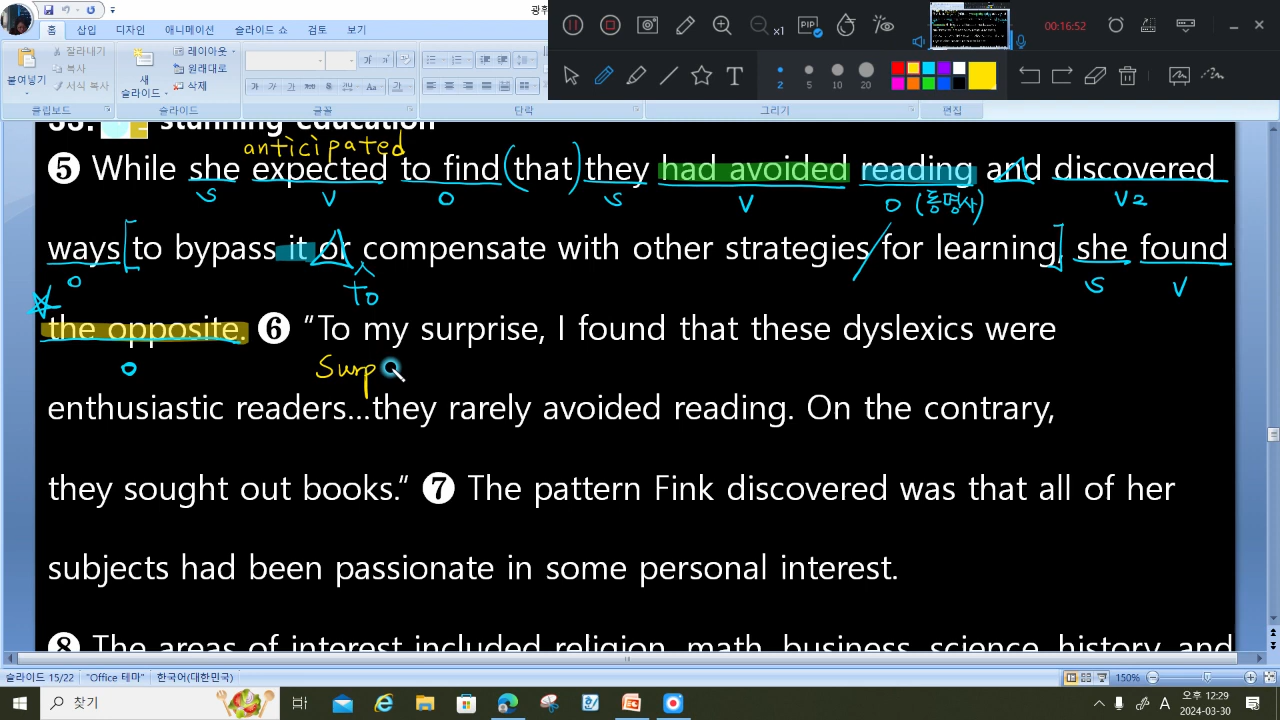 광후
홈 삽입 디자인 애니메이션 슬라이드 쇼 검토 보기
x1 PIP 00:16:52
붙여넣기 잘라내기 복사 서식 복사 새 슬라이드 레이아웃 원래대로 삭제
2 5 10 20
클립보드 슬라이드 글꼴 단락 그리기 편집
stunning education
anticipated
❺ While she expected to find (that) they had avoided reading and discovered
S V O S V O (동명사) V2
ways [to bypass it or compensate with other strategies / for learning,] she found
O to S V
the opposite. ❻ "To my surprise, I found that these dyslexics were
O Surp
enthusiastic readers...they rarely avoided reading. On the contrary,
they sought out books." ❼ The pattern Fink discovered was that all of her
subjects had been passionate in some personal interest.
❽ The areas of interest included religion, math, business, science, history, and
슬라이드 15/22 "Office 테마" 한국어(대한민국) 150%
찾기 A 오후 12:29
2024-03-30